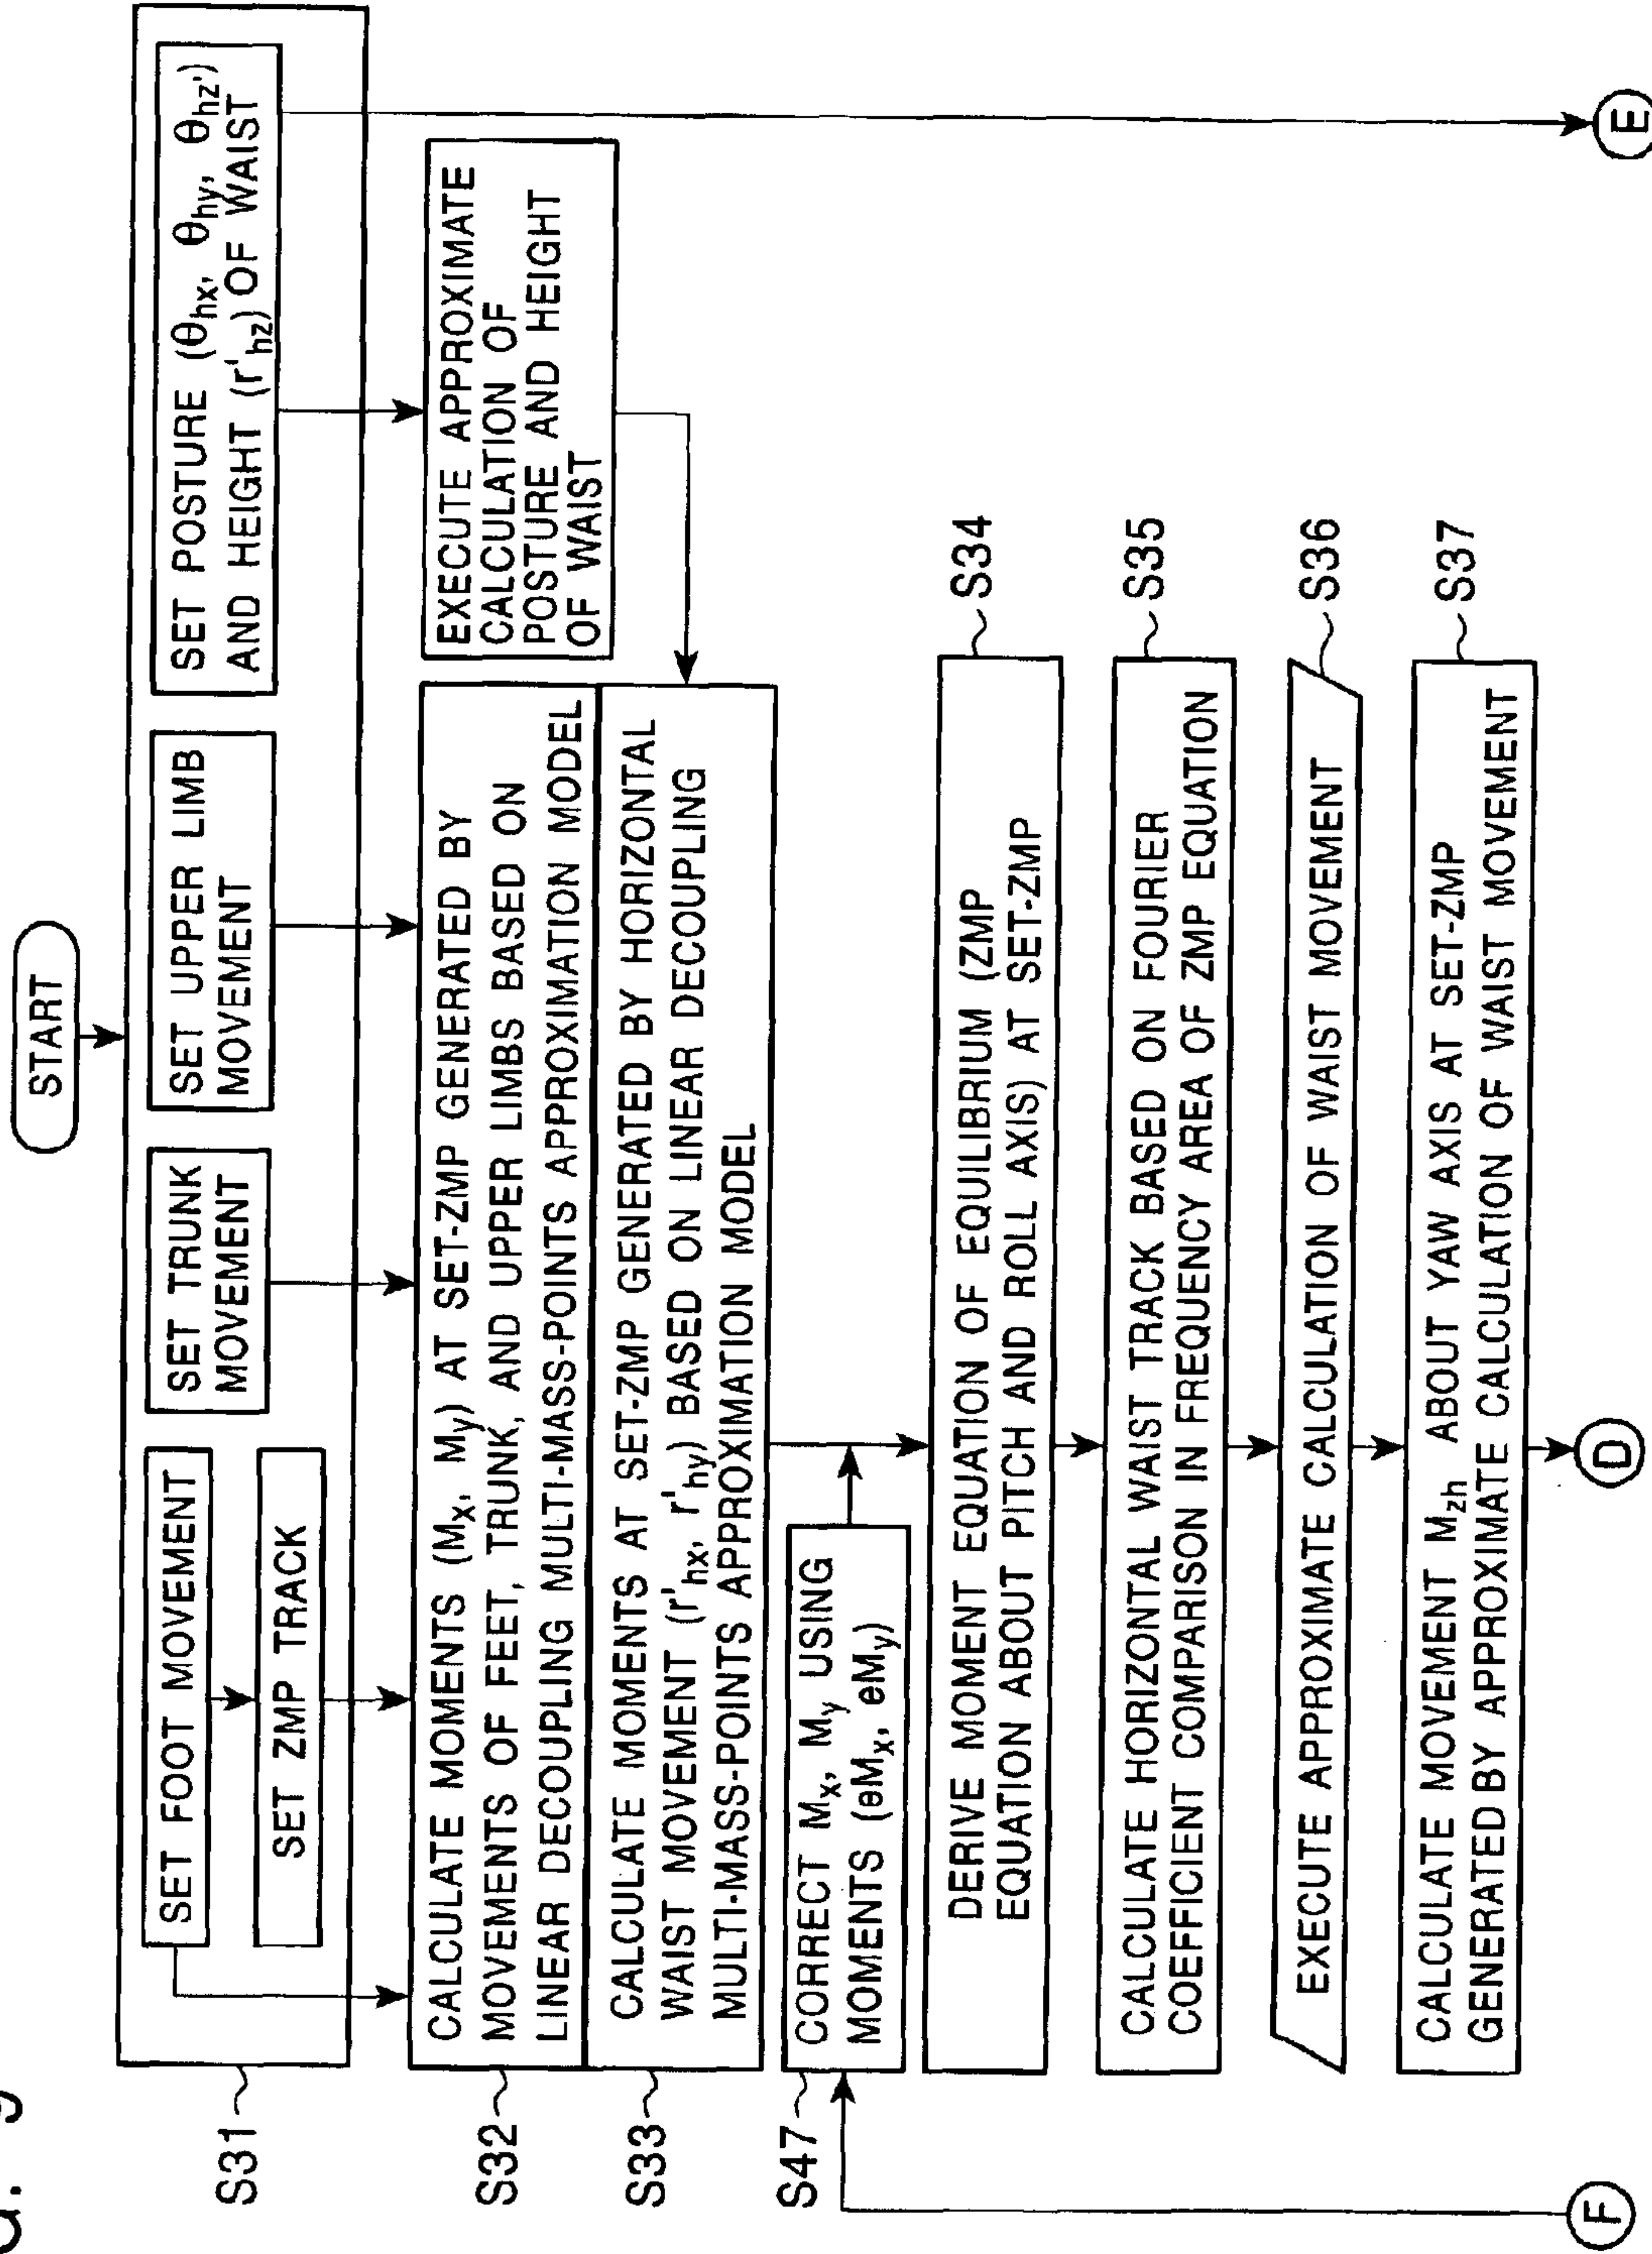 START
SET FOOT MOVEMENT
SET ZMP TRACK
SET TRUNK
MOVEMENT
SET UPPER LIMB
MOVEMENT
SET POSTURE (θhx, θhy, θhz')
AND HEIGHT (r'hz) OF WAIST
S31
EXECUTE APPROXIMATE
CALCULATION OF
POSTURE AND HEIGHT
OF WAIST
S32
CALCULATE MOMENTS (Mx, My) AT SET-ZMP GENERATED BY
MOVEMENTS OF FEET, TRUNK, AND UPPER LIMBS BASED ON
LINEAR DECOUPLING MULTI-MASS-POINTS APPROXIMATION MODEL
S33
CALCULATE MOMENTS AT SET-ZMP GENERATED BY HORIZONTAL
WAIST MOVEMENT (r'hx, r'hy) BASED ON LINEAR DECOUPLING
MULTI-MASS-POINTS APPROXIMATION MODEL
S47
CORRECT Mx, My USING
MOMENTS (eMx, eMy)
DERIVE MOMENT EQUATION OF EQUILIBRIUM (ZMP
EQUATION ABOUT PITCH AND ROLL AXIS) AT SET-ZMP
S34
CALCULATE HORIZONTAL WAIST TRACK BASED ON FOURIER
COEFFICIENT COMPARISON IN FREQUENCY AREA OF ZMP EQUATION
S35
EXECUTE APPROXIMATE CALCULATION OF WAIST MOVEMENT
S36
CALCULATE MOVEMENT Mzh ABOUT YAW AXIS AT SET-ZMP
GENERATED BY APPROXIMATE CALCULATION OF WAIST MOVEMENT
S37
F
D
E